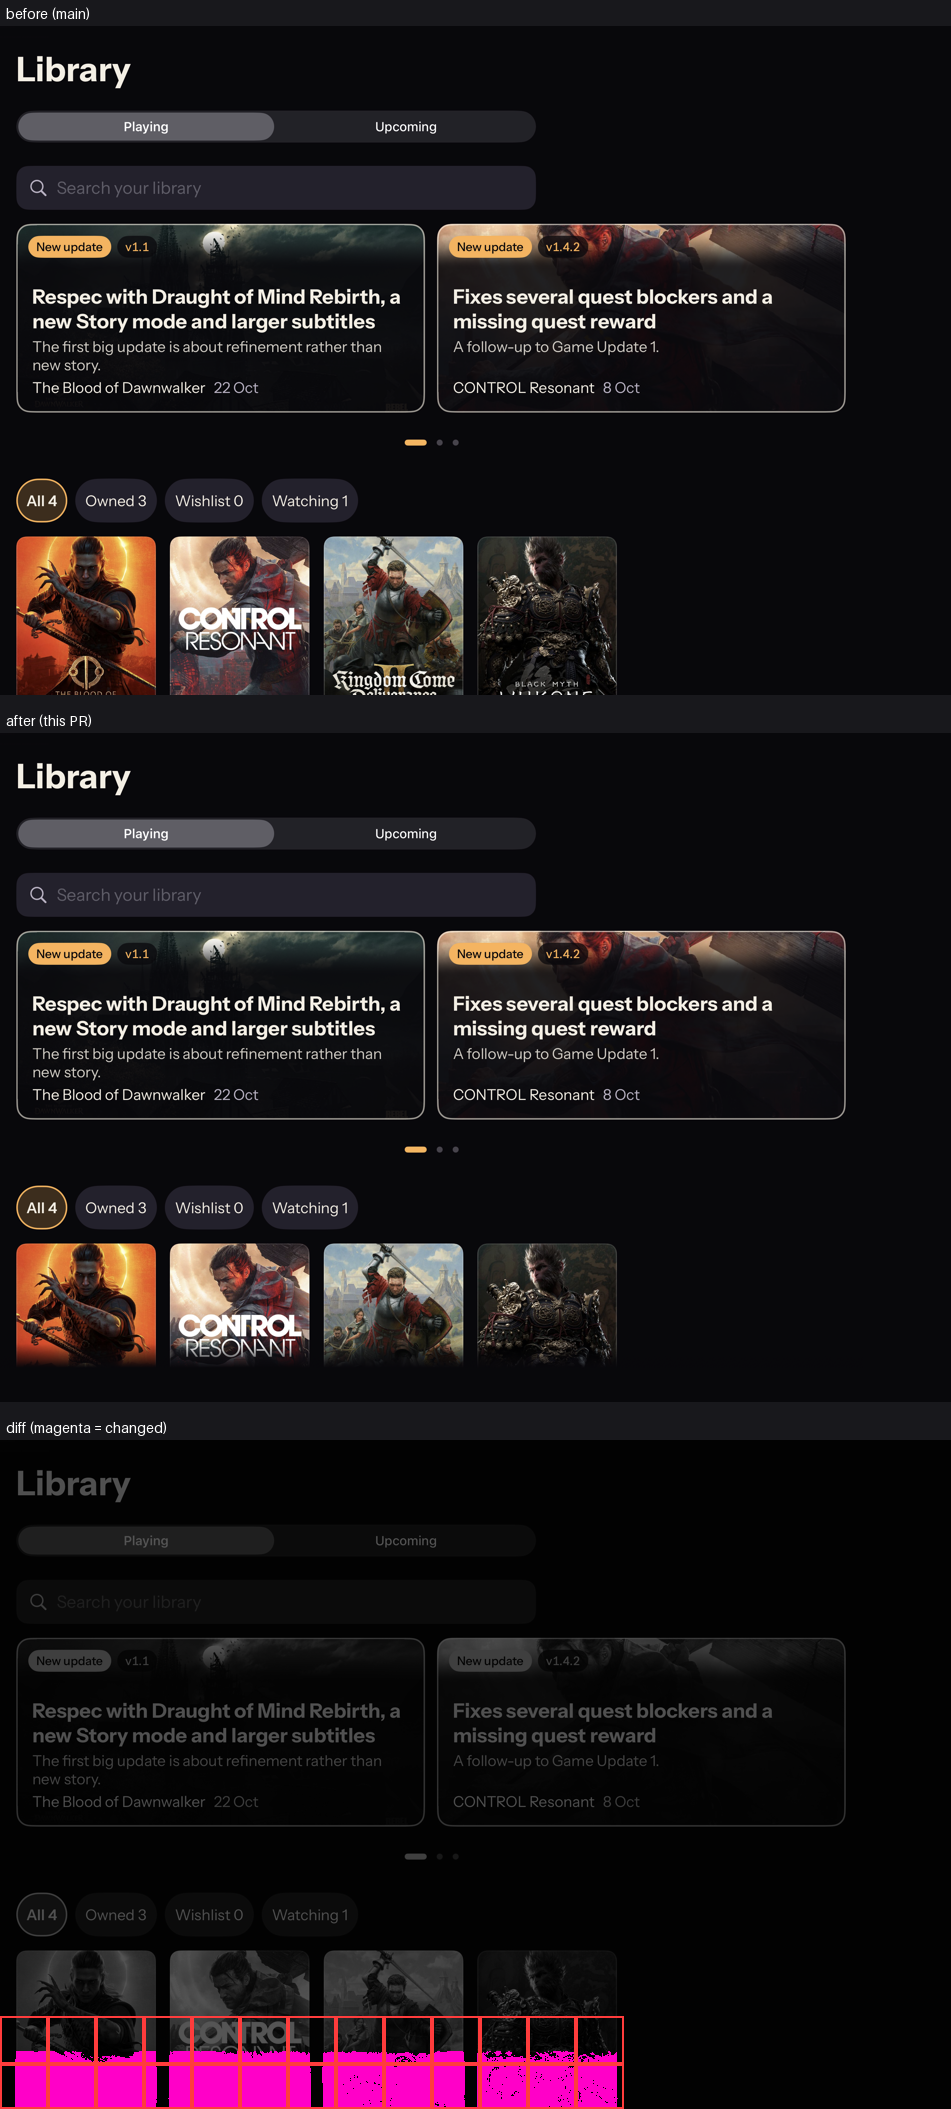 before (main)
Library
Playing
Upcoming
Search your library
New update v1.1
Respec with Draught of Mind Rebirth, a
new Story mode and larger subtitles
The first big update is about refinement rather than
new story.
The Blood of Dawnwalker 22 Oct
New update v1.4.2
Fixes several quest blockers and a
missing quest reward
A follow-up to Game Update 1.
CONTROL Resonant 8 Oct
All 4
Owned 3
Wishlist 0
Watching 1
THE BLOOD OF
CONTROL
RESONANT
Kingdom Come
II
BLACK MYTH
after (this PR)
Library
Playing
Upcoming
Search your library
New update v1.1
Respec with Draught of Mind Rebirth, a
new Story mode and larger subtitles
The first big update is about refinement rather than
new story.
The Blood of Dawnwalker 22 Oct
New update v1.4.2
Fixes several quest blockers and a
missing quest reward
A follow-up to Game Update 1.
CONTROL Resonant 8 Oct
All 4
Owned 3
Wishlist 0
Watching 1
CONTROL
RESONANT
diff (magenta = changed)
Library
Playing
Upcoming
Search your library
New update v1.1
Respec with Draught of Mind Rebirth, a
new Story mode and larger subtitles
The first big update is about refinement rather than
new story.
The Blood of Dawnwalker 22 Oct
New update v1.4.2
Fixes several quest blockers and a
missing quest reward
A follow-up to Game Update 1.
CONTROL Resonant 8 Oct
All 4
Owned 3
Wishlist 0
Watching 1
CONTROL